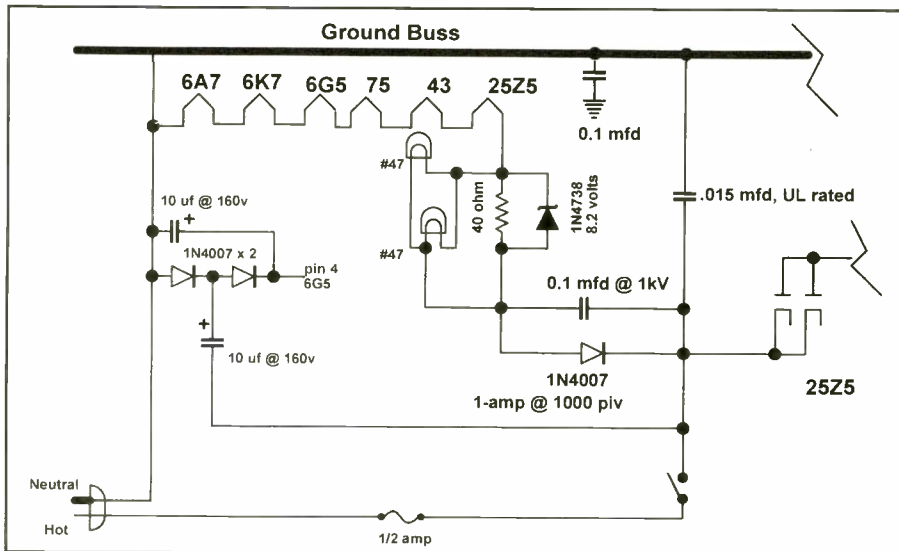 Ground Buss
6A7 6K7 6G5 75 43 25Z5
0.1 mfd
#47
10 uf @ 160v
+
1N4007 x 2
pin 4
6G5
#47
40 ohm
1N4738
8.2 volts
.015 mfd, UL rated
0.1 mfd @ 1kV
+
10 uf @ 160v
1N4007
1-amp @ 1000 piv
25Z5
Neutral
Hot
1/2 amp